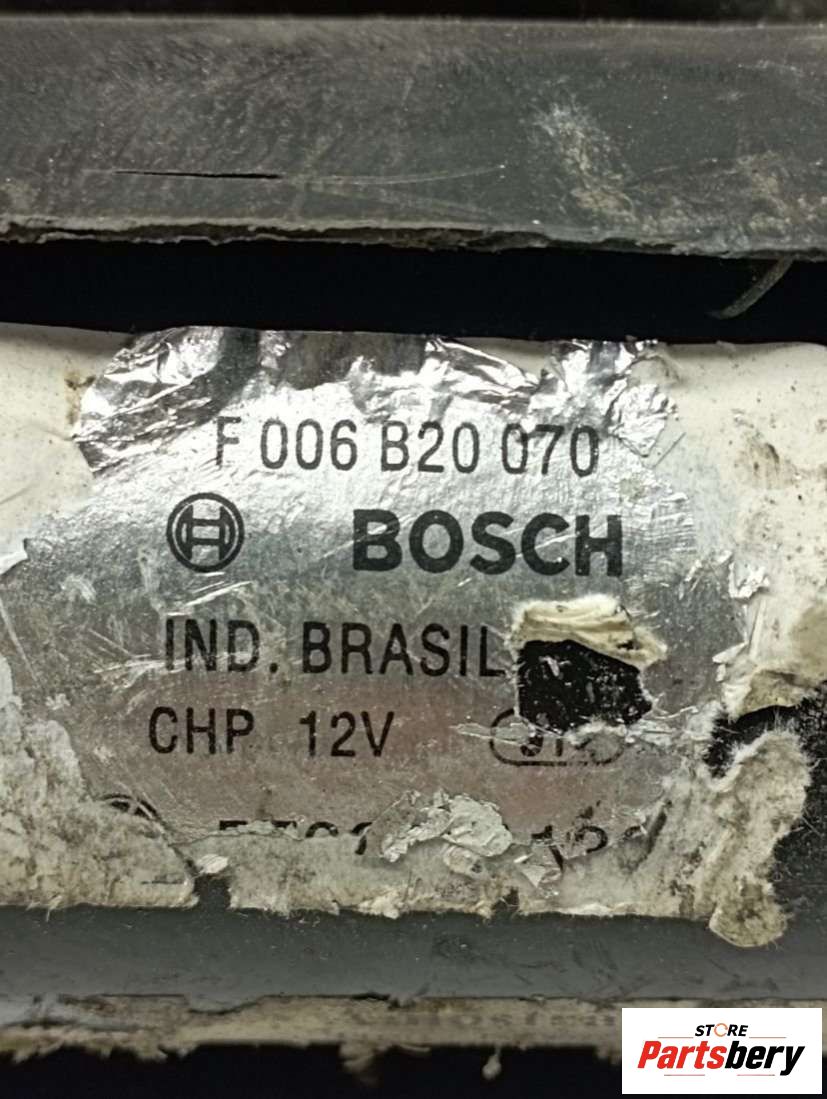 F 006 B20 070
BOSCH
IND. BRASIL
CHP 12V
STORE
Partsbery